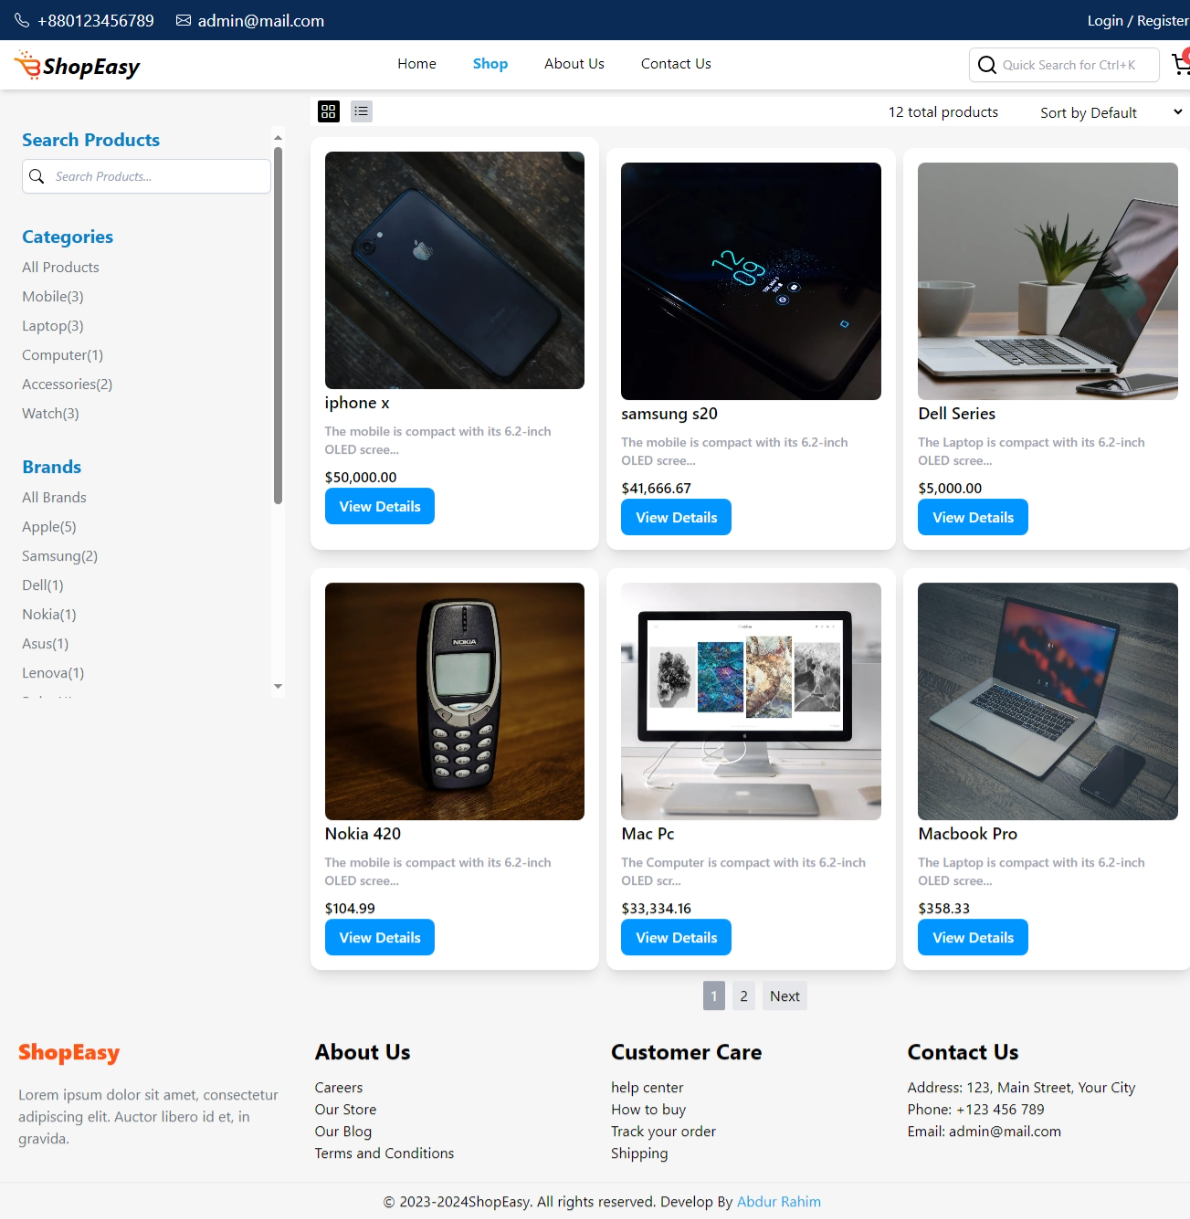 +880123456789 admin@mail.com Login / Register
ShopEasy Home Shop About Us Contact Us Quick Search for Ctrl+K
12 total products Sort by Default
Search Products
Search Products...
Categories
All Products
Mobile(3)
Laptop(3)
Computer(1)
Accessories(2)
Watch(3)
Brands
All Brands
Apple(5)
Samsung(2)
Dell(1)
Nokia(1)
Asus(1)
Lenova(1)
iphone x
The mobile is compact with its 6.2-inch
OLED scree...
$50,000.00
View Details
12
09
samsung s20
The mobile is compact with its 6.2-inch
OLED scree...
$41,666.67
View Details
Dell Series
The Laptop is compact with its 6.2-inch
OLED scree...
$5,000.00
View Details
NOKIA
Nokia 420
The mobile is compact with its 6.2-inch
OLED scree...
$104.99
View Details
Mac Pc
The Computer is compact with its 6.2-inch
OLED scr...
$33,334.16
View Details
Macbook Pro
The Laptop is compact with its 6.2-inch
OLED scree...
$358.33
View Details
1 2 Next
ShopEasy
Lorem ipsum dolor sit amet, consectetur
adipiscing elit. Auctor libero id et, in
gravida.
About Us
Careers
Our Store
Our Blog
Terms and Conditions
Customer Care
help center
How to buy
Track your order
Shipping
Contact Us
Address: 123, Main Street, Your City
Phone: +123 456 789
Email: admin@mail.com
© 2023-2024ShopEasy. All rights reserved. Develop By Abdur Rahim